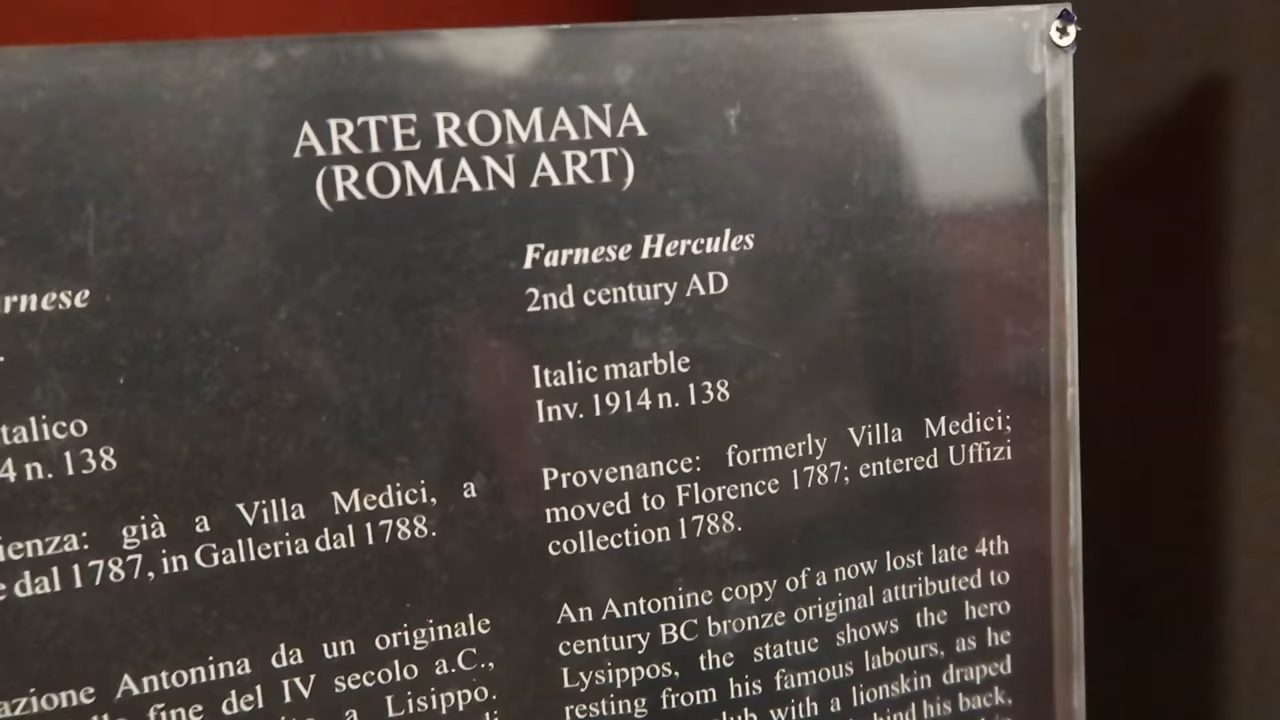 ARTE ROMANA
(ROMAN ART)
rnese
talico
4 n. 138
ienza: già a Villa Medici, a
e dal 1787, in Galleria dal 1788.
azione Antonina da un originale
fine del IV secolo a.C.,
a Lisippo.
Farnese Hercules
2nd century AD
Italic marble
Inv. 1914 n. 138
Provenance: formerly Villa Medici;
moved to Florence 1787; entered Uffizi
collection 1788.
An Antonine copy of a now lost late 4th
century BC bronze original attributed to
Lysippos, the statue shows the hero
resting from his famous labours, as he
with a lionskin draped
his back,